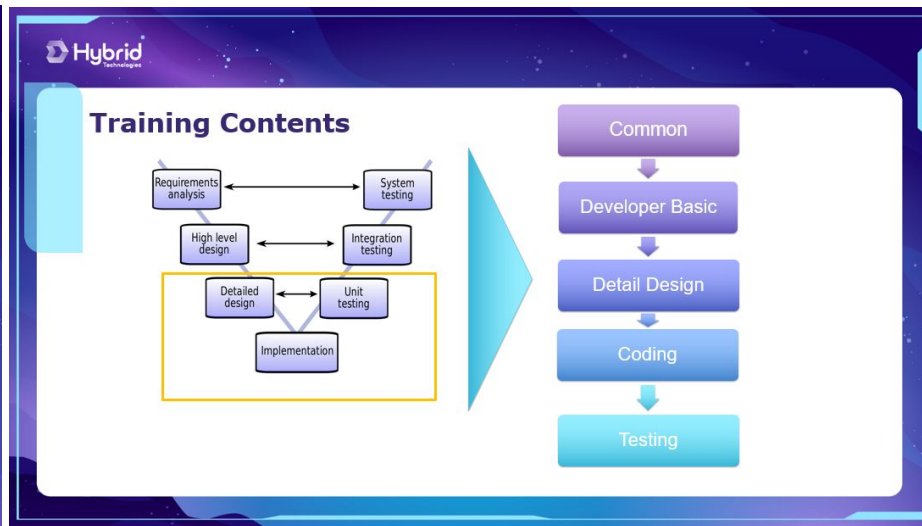 Hybrid
Technologies
Training Contents
Requirements
analysis
System
testing
High level
design
Integration
testing
Detailed
design
Unit
testing
Implementation
Common
Developer Basic
Detail Design
Coding
Testing